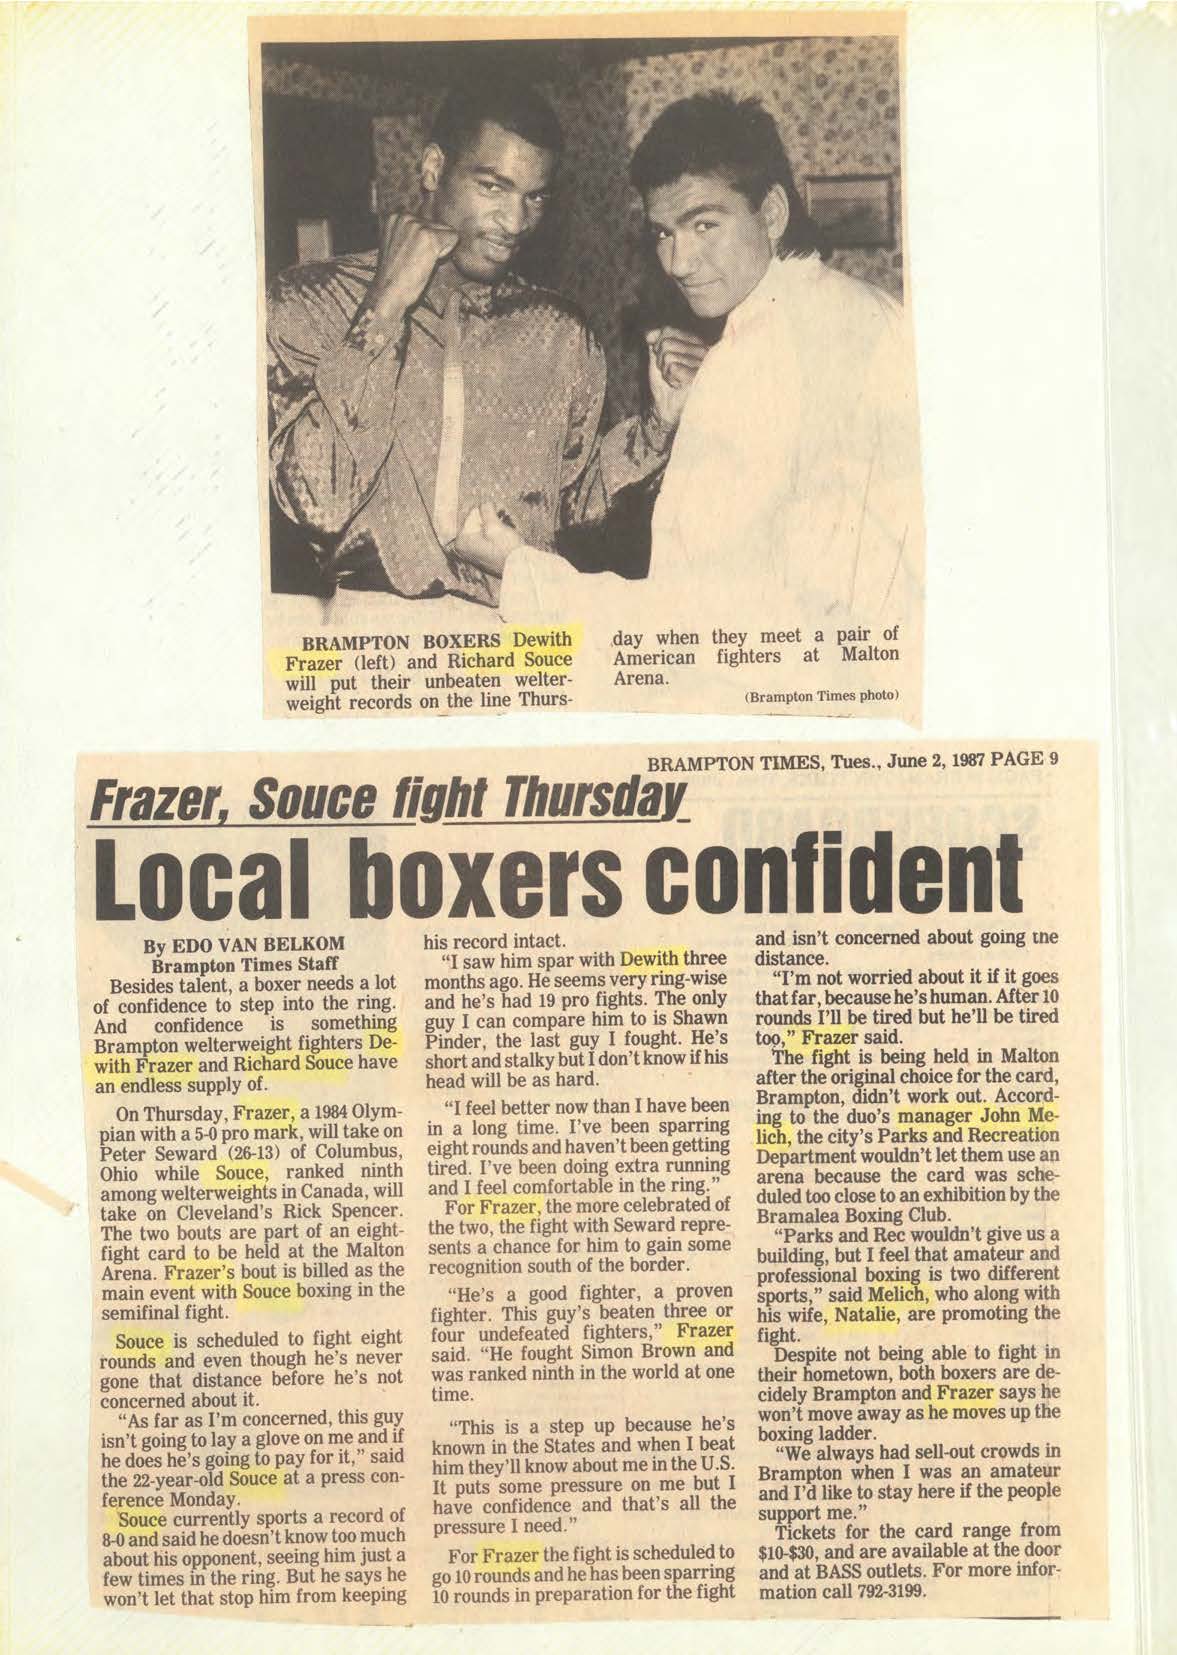 BRAMPTON BOXERS Dewith
Frazer (left) and Richard Souce
will put their unbeaten welter-
weight records on the line Thurs-
day when they meet a pair of
American fighters at Malton
Arena.
(Brampton Times photo)
BRAMPTON TIMES, Tues., June 2, 1987 PAGE 9
Frazer, Souce fight Thursday
Local boxers confident
By EDO VAN BELKOM
Brampton Times Staff
Besides talent, a boxer needs a lot
of confidence to step into the ring.
And confidence is something
Brampton welterweight fighters De-
with Frazer and Richard Souce have
an endless supply of.
On Thursday, Frazer, a 1984 Olym-
pian with a 5-0 pro mark, will take on
Peter Seward (26-13) of Columbus,
Ohio while Souce, ranked ninth
among welterweights in Canada, will
take on Cleveland's Rick Spencer.
The two bouts are part of an eight-
fight card to be held at the Malton
Arena. Frazer's bout is billed as the
main event with Souce boxing in the
semifinal fight.
Souce is scheduled to fight eight
rounds and even though he's never
gone that distance before he's not
concerned about it.
"As far as I'm concerned, this guy
isn't going to lay a glove on me and if
he does he's going to pay for it," said
the 22-year-old Souce at a press con-
ference Monday.
Souce currently sports a record of
8-0 and said he doesn't know too much
about his opponent, seeing him just a
few times in the ring. But he says he
won't let that stop him from keeping
his record intact.
"I saw him spar with Dewith three
months ago. He seems very ring-wise
and he's had 19 pro fights. The only
guy I can compare him to is Shawn
Pinder, the last guy I fought. He's
short and stalky but I don't know if his
head will be as hard.
"I feel better now than I have been
in a long time. I've been sparring
eight rounds and haven't been getting
tired. I've been doing extra running
and I feel comfortable in the ring."
For Frazer, the more celebrated of
the two, the fight with Seward repre-
sents a chance for him to gain some
recognition south of the border.
"He's a good fighter, a proven
fighter. This guy's beaten three or
four undefeated fighters," Frazer
said. "He fought Simon Brown and
was ranked ninth in the world at one
time.
"This is a step up because he's
known in the States and when I beat
him they'll know about me in the U.S.
It puts some pressure on me but I
have confidence and that's all the
pressure I need."
For Frazer the fight is scheduled to
go 10 rounds and he has been sparring
10 rounds in preparation for the fight
and isn't concerned about going the
distance.
"I'm not worried about it if it goes
that far, because he's human. After 10
rounds I'll be tired but he'll be tired
too," Frazer said.
The fight is being held in Malton
after the original choice for the card,
Brampton, didn't work out. Accord-
ing to the duo's manager John Me-
lich, the city's Parks and Recreation
Department wouldn't let them use an
arena because the card was sche-
duled too close to an exhibition by the
Bramalea Boxing Club.
"Parks and Rec wouldn't give us a
building, but I feel that amateur and
professional boxing is two different
sports," said Melich, who along with
his wife, Natalie, are promoting the
fight.
Despite not being able to fight in
their hometown, both boxers are de-
cidely Brampton and Frazer says he
won't move away as he moves up the
boxing ladder.
"We always had sell-out crowds in
Brampton when I was an amateur
and I'd like to stay here if the people
support me."
Tickets for the card range from
$10-$30, and are available at the door
and at BASS outlets. For more infor-
mation call 792-3199.